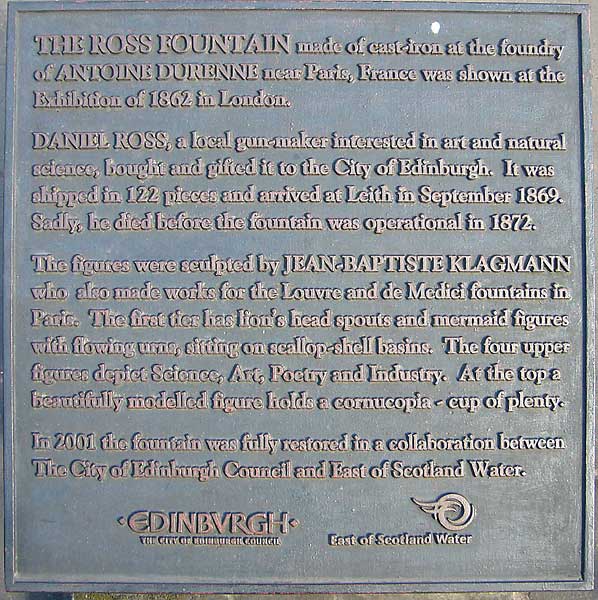 THE ROSS FOUNTAIN made of cast-iron at the foundry
of ANTOINE DURENNE near Paris, France was shown at the
Exhibition of 1862 in London.
DANIEL ROSS, a local gun-maker interested in art and natural
science, bought and gifted it to the City of Edinburgh. It was
shipped in 122 pieces and arrived at Leith in September 1869.
Sadly, he died before the fountain was operational in 1872.
The figures were sculpted by JEAN-BAPTISTE KLAGMANN
who also made works for the Louvre and de Medici fountains in
Paris. The first tier has lion's head spouts and mermaid figures
with flowing urns, sitting on scallop-shell basins. The four upper
figures depict Science, Art, Poetry and Industry. At the top a
beautifully modelled figure holds a cornucopia - cup of plenty.
In 2001 the fountain was fully restored in a collaboration between
The City of Edinburgh Council and East of Scotland Water.
·EDINBVRGH·
THE CITY OF EDINBURGH COUNCIL
East of Scotland Water